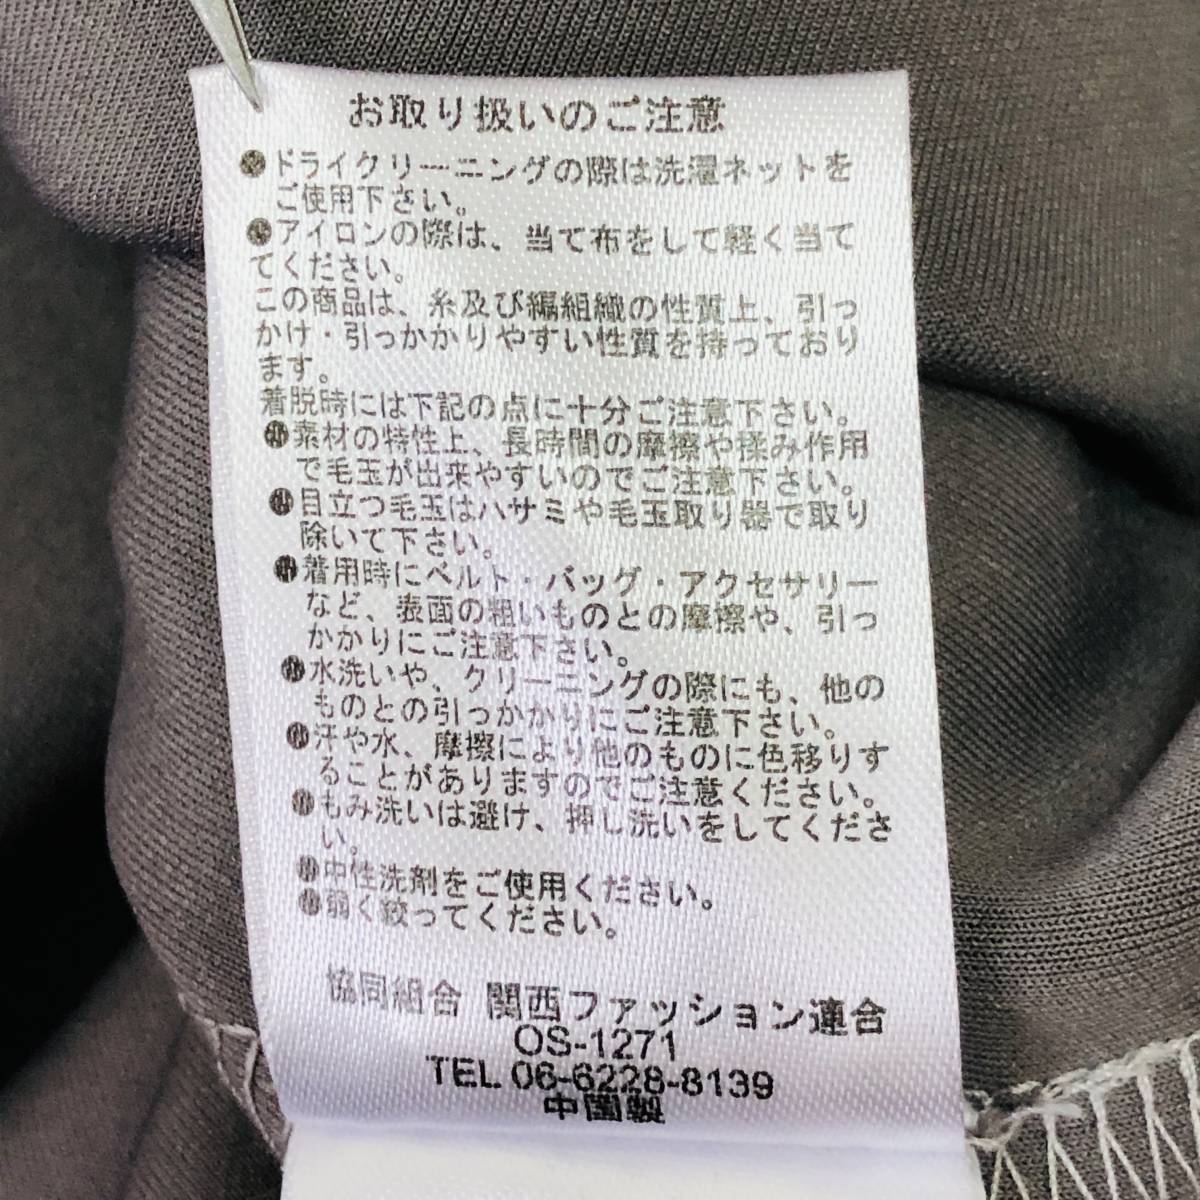 お取り扱いのご注意
●ドライクリーニングの際は洗濯ネットを
ご使用下さい。
●アイロンの際は、当て布をして軽く当て
てください。
この商品は、糸及び編組織の性質上、引っ
かけ・引っかかりやすい性質を持っており
ます。
着脱時には下記の点に十分ご注意下さい。
●素材の特性上、長時間の摩擦や揉み作用
で毛玉が出来やすいのでご注意下さい。
●目立つ毛玉はハサミや毛玉取り器で取り
除いて下さい。
●着用時にベルト・バッグ・アクセサリー
など、表面の粗いものとの摩擦や、引っ
かかりにご注意下さい。
●水洗いや、クリーニングの際にも、他の
ものとの引っかかりにご注意下さい。
●汗や水、摩擦により他のものに色移りす
ることがありますのでご注意ください。
●もみ洗いは避け、押し洗いをしてくださ
い。
●中性洗剤をご使用ください。
●弱く絞ってください。
協同組合 関西ファッション連合
OS-1271
TEL 06-6228-8139
中国製